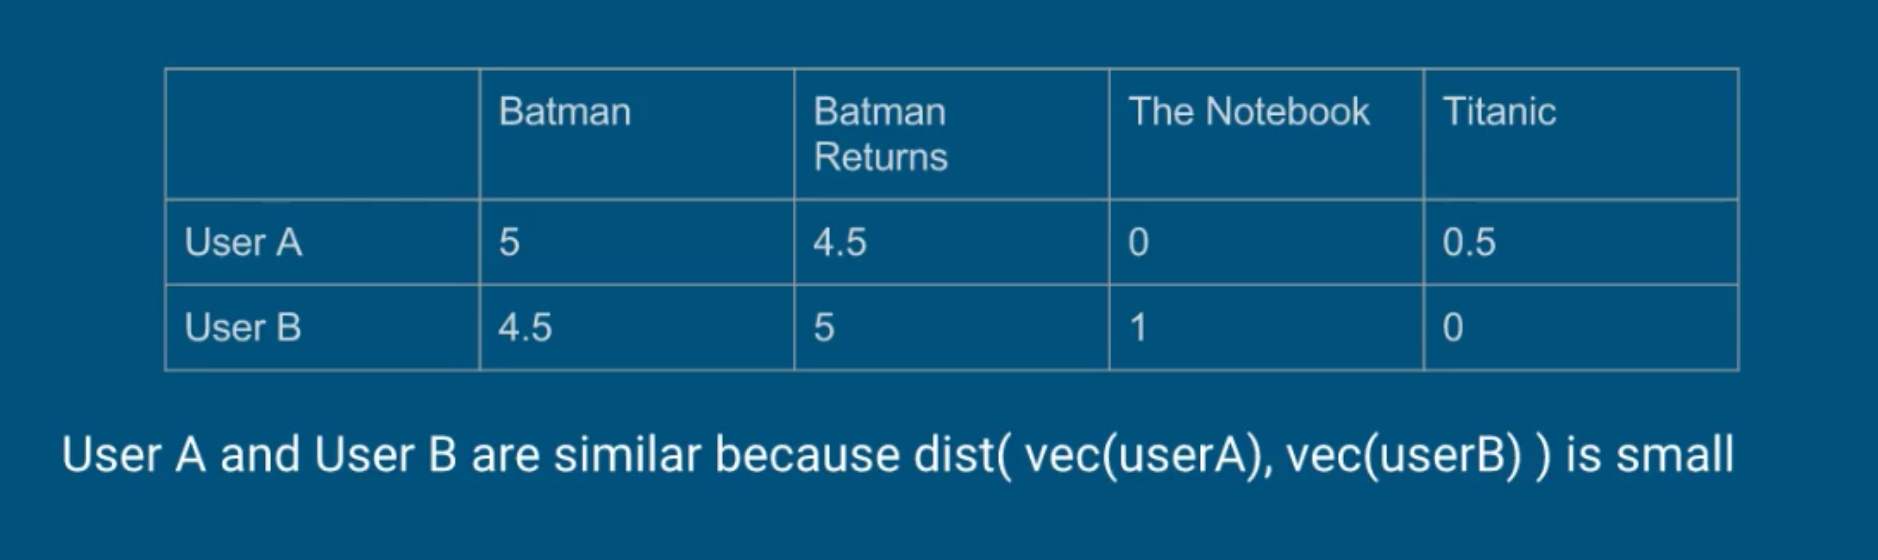 Batman Batman The Notebook Titanic
Returns
User A 5 4.5 0 0.5
User B 4.5 5 1 0
User A and User B are similar because dist( vec(userA), vec(userB) ) is small